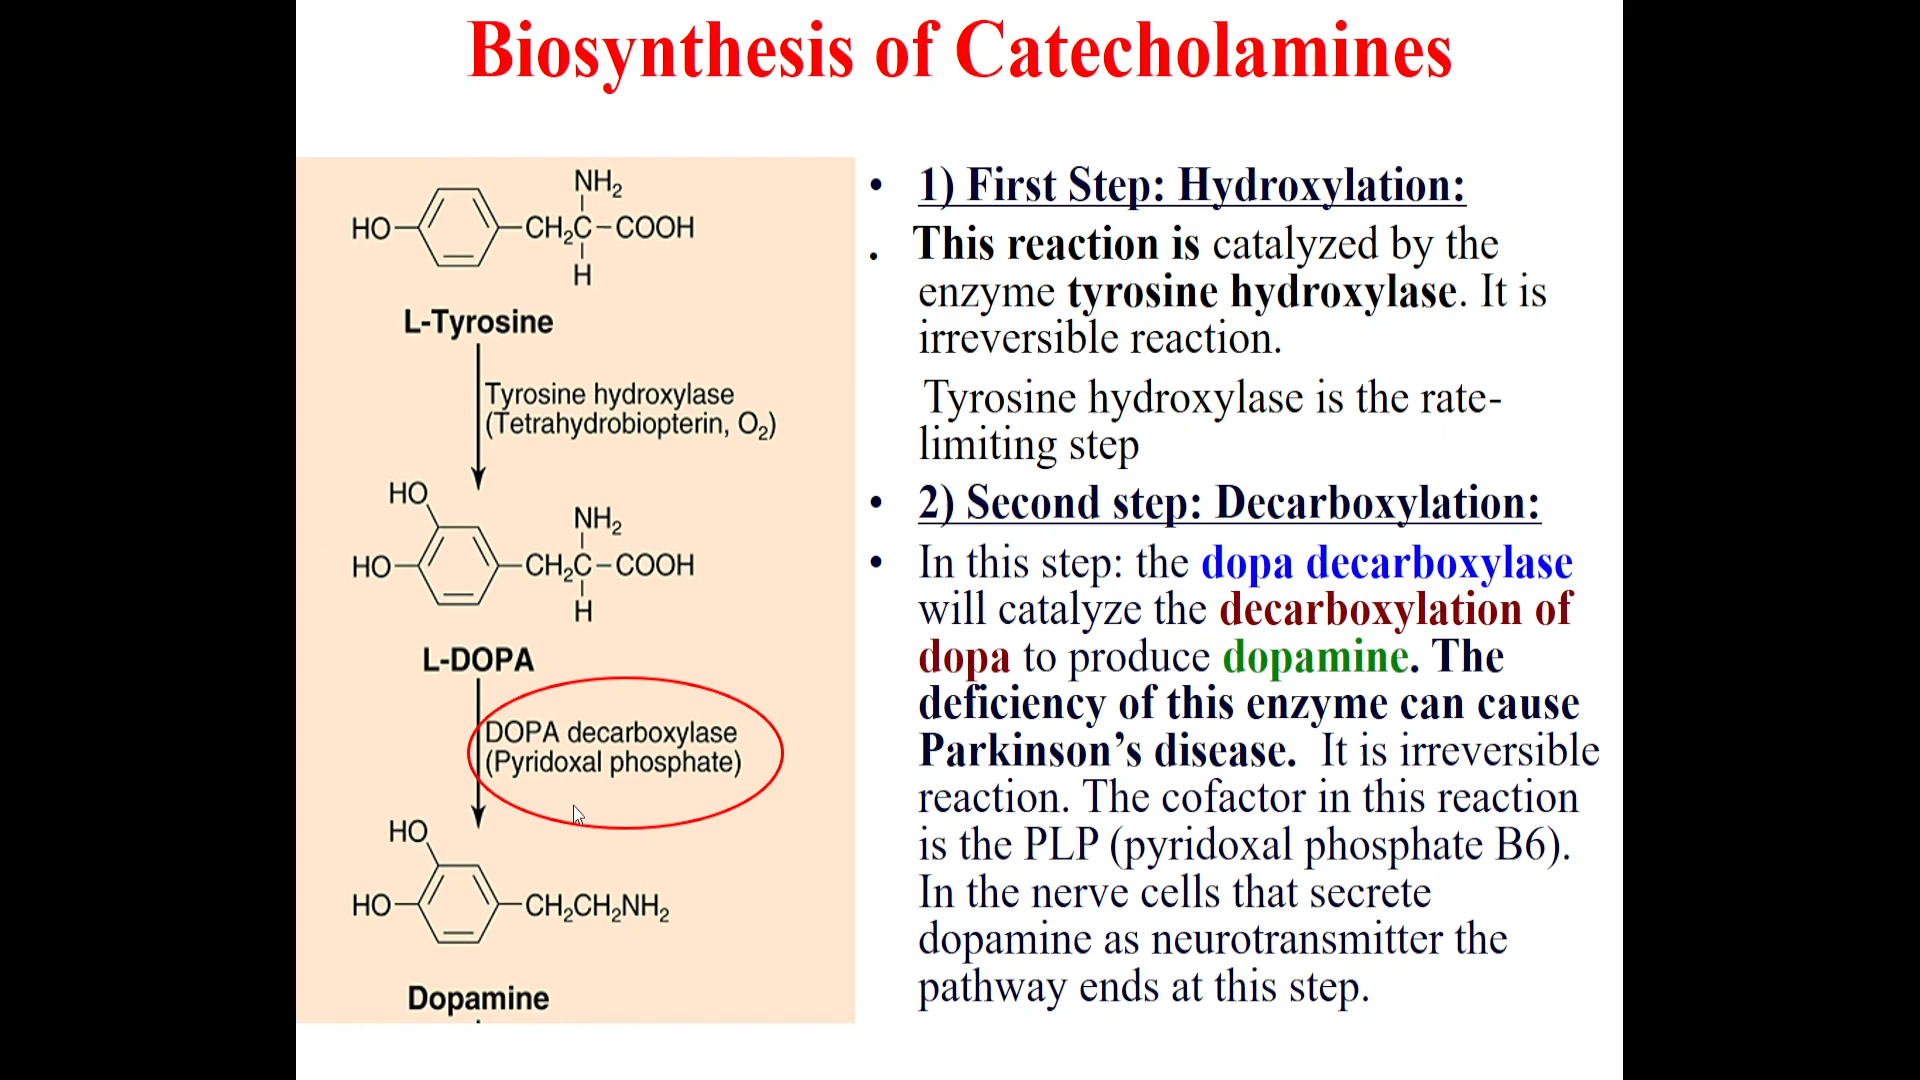 Biosynthesis of Catecholamines
NH₂
HO
CH₂C-COOH
H
L-Tyrosine
Tyrosine hydroxylase
(Tetrahydrobiopterin, O₂)
HO
NH₂
HO
CH₂C-COOH
H
L-DOPA
DOPA decarboxylase
(Pyridoxal phosphate)
HO
HO
CH₂CH₂NH₂
Dopamine
• 1) First Step: Hydroxylation:
. This reaction is catalyzed by the
enzyme tyrosine hydroxylase. It is
irreversible reaction.
Tyrosine hydroxylase is the rate-
limiting step
• 2) Second step: Decarboxylation:
• In this step: the dopa decarboxylase
will catalyze the decarboxylation of
dopa to produce dopamine. The
deficiency of this enzyme can cause
Parkinson’s disease. It is irreversible
reaction. The cofactor in this reaction
is the PLP (pyridoxal phosphate B6).
In the nerve cells that secrete
dopamine as neurotransmitter the
pathway ends at this step.